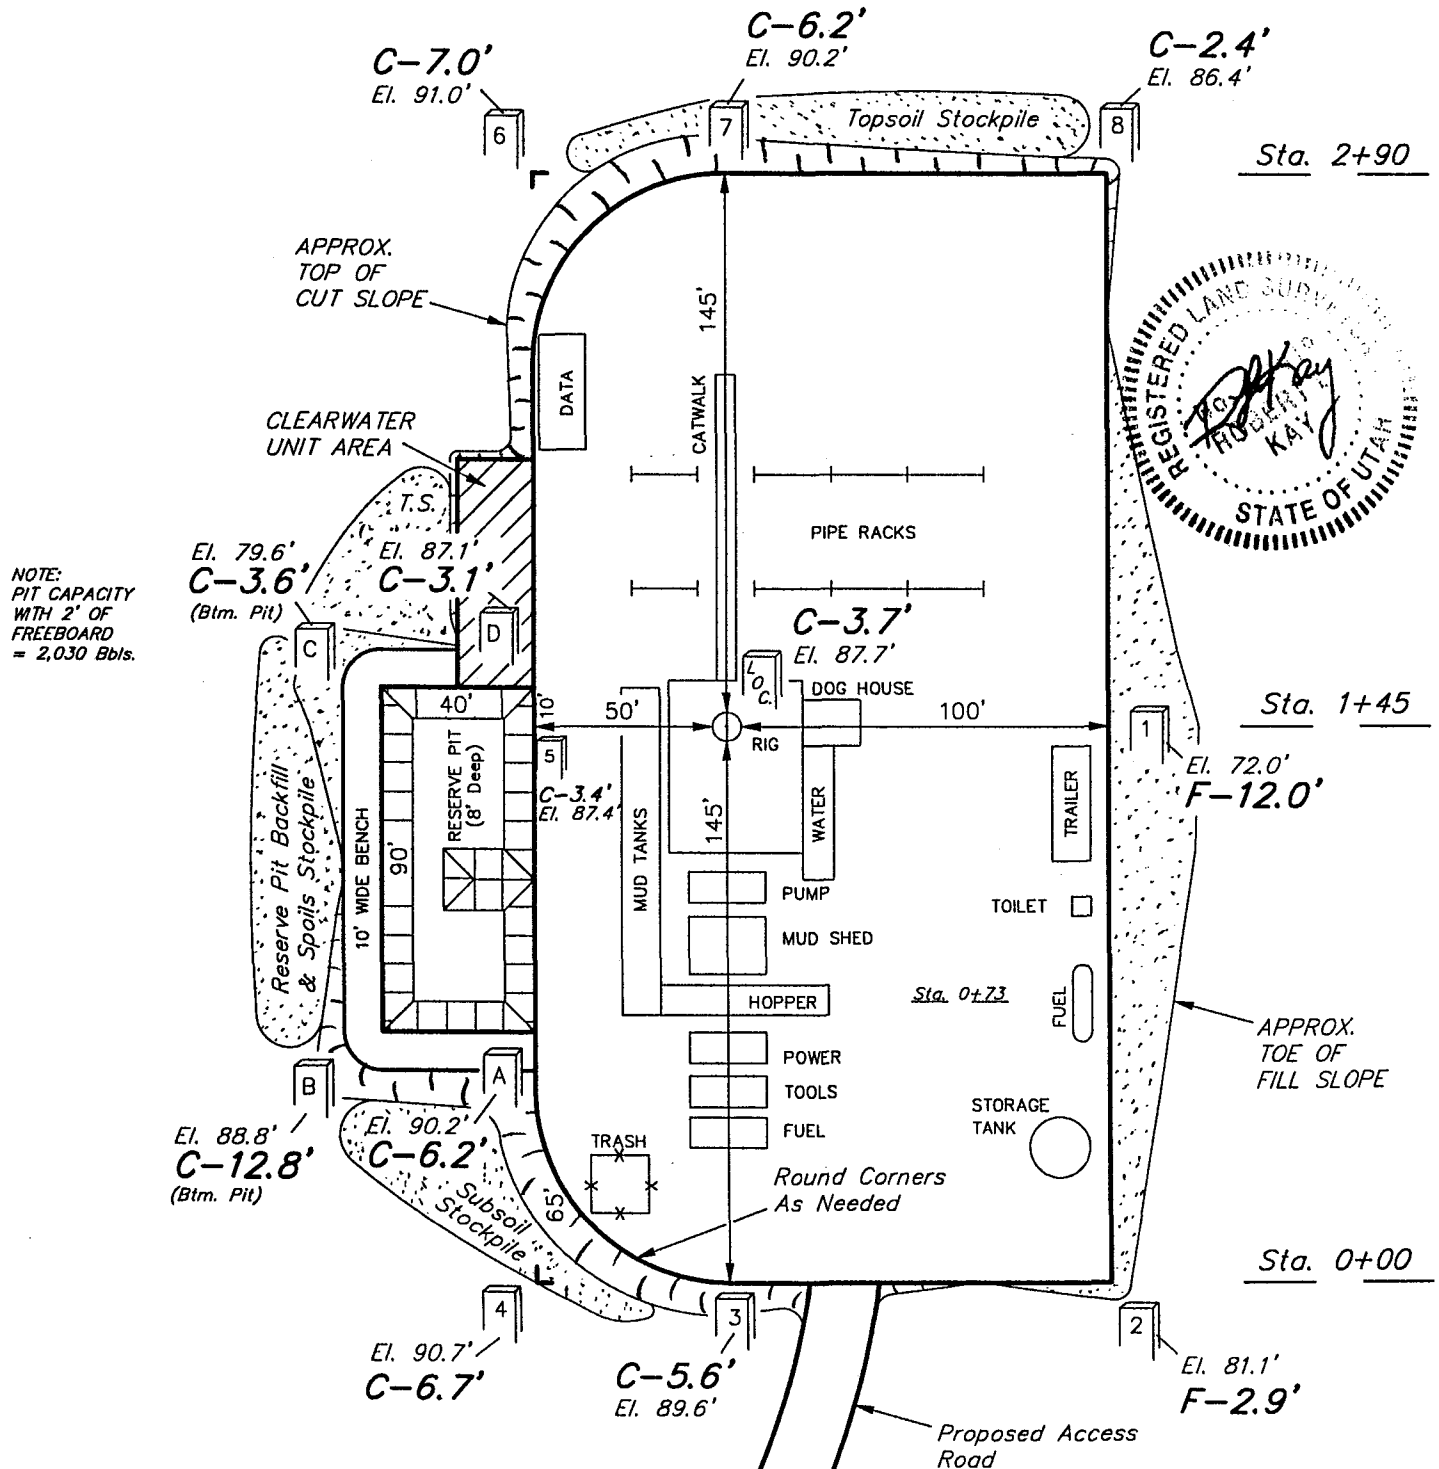 C-6.2'
El. 90.2'
C-7.0'
El. 91.0'
C-2.4'
El. 86.4'
6
7
8
Topsoil Stockpile
Sta. 2+90
APPROX.
TOP OF
CUT SLOPE
145'
REGISTERED LAND
ROBERT
KAY
STATE OF UTAH
DATA
CATWALK
CLEARWATER
UNIT AREA
T.S.
PIPE RACKS
El. 79.6'
C-3.6'
(Btm. Pit)
El. 87.1'
C-3.1'
NOTE:
PIT CAPACITY
WITH 2' OF
FREEBOARD
= 2,030 Bbls.
C
D
C-3.7'
El. 87.7'
LOC.
DOG HOUSE
40'
10'
50'
100'
RIG
Sta. 1+45
1
El. 72.0'
F-12.0'
5
C-3.4'
El. 87.4'
RESERVE PIT
(8' Deep)
90'
10' WIDE BENCH
Reserve Pit Backfill
& Spoils Stockpile
MUD TANKS
145'
WATER
TRAILER
PUMP
TOILET
MUD SHED
HOPPER
Sta. 0+73
FUEL
APPROX.
TOE OF
FILL SLOPE
POWER
TOOLS
FUEL
STORAGE
TANK
B
A
El. 88.8'
C-12.8'
(Btm. Pit)
El. 90.2'
C-6.2'
TRASH
65'
Subsoil
Stockpile
Round Corners
As Needed
Sta. 0+00
4
El. 90.7'
C-6.7'
3
C-5.6'
El. 89.6'
2
El. 81.1'
F-2.9'
Proposed Access
Road